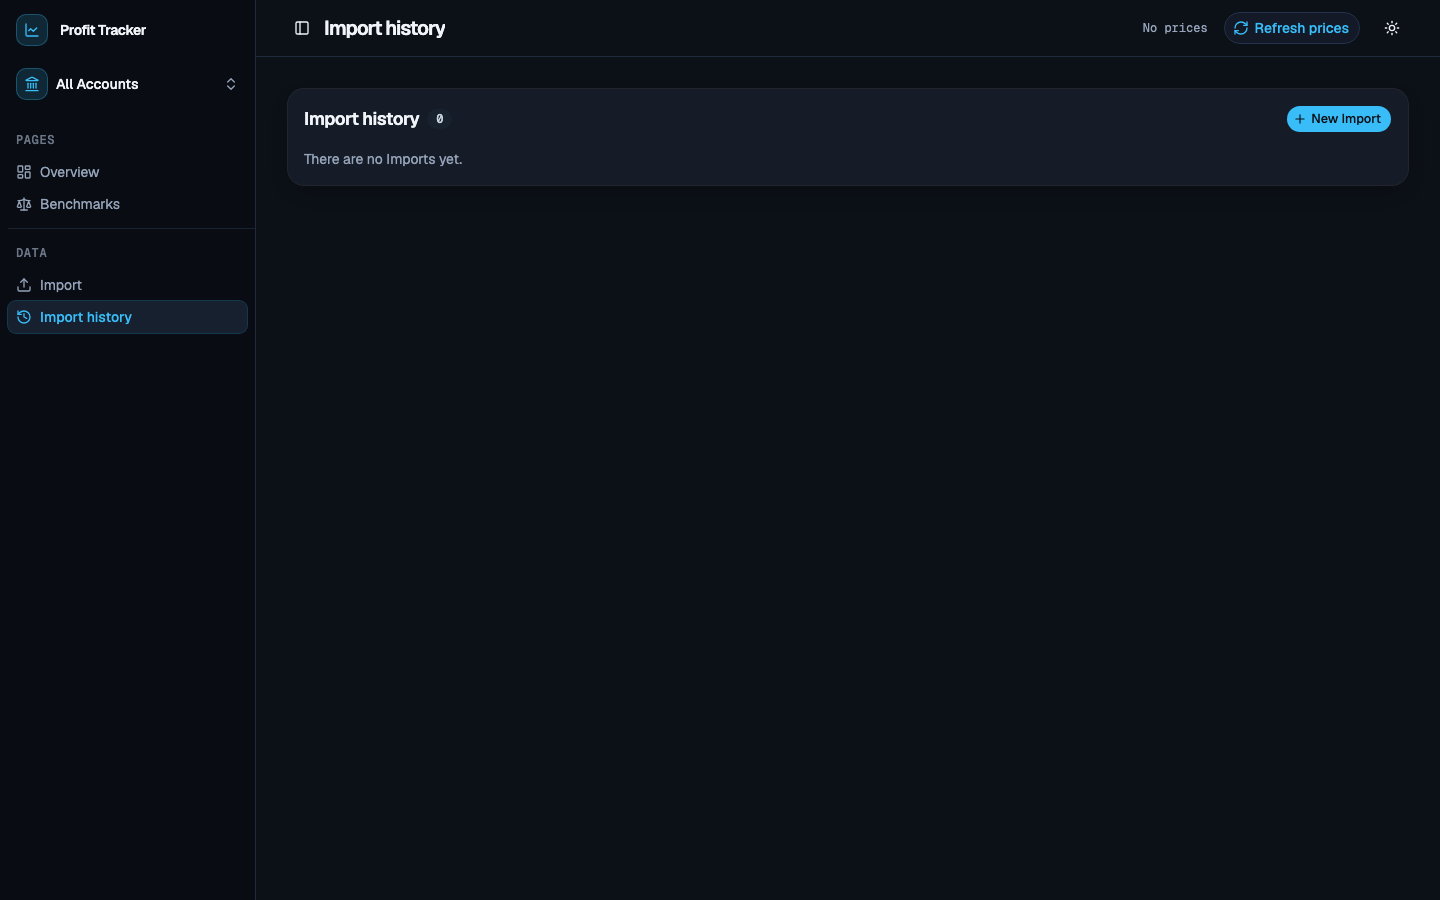 Profit Tracker
All Accounts
PAGES
Overview
Benchmarks
DATA
Import
Import history
Import history
No prices
Refresh prices
Import history 0
New Import
There are no Imports yet.